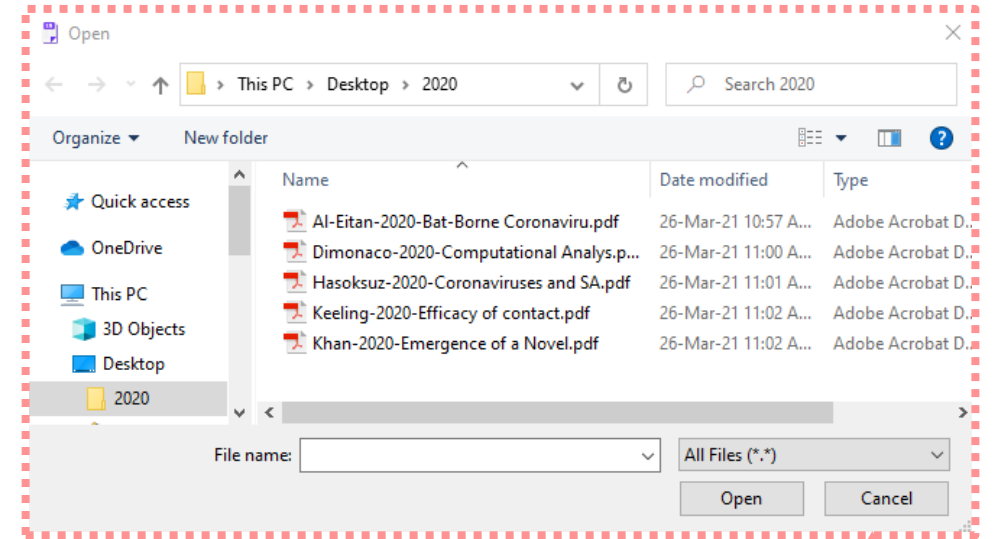 Open
This PC > Desktop > 2020
Search 2020
Organize
New folder
Name
Date modified
Type
Quick access
OneDrive
This PC
3D Objects
Desktop
2020
Al-Eitan-2020-Bat-Borne Coronaviru.pdf 26-Mar-21 10:57 A... Adobe Acrobat D...
Dimonaco-2020-Computational Analys.p... 26-Mar-21 11:00 A... Adobe Acrobat D...
Hasoksuz-2020-Coronaviruses and SA.pdf 26-Mar-21 11:01 A... Adobe Acrobat D...
Keeling-2020-Efficacy of contact.pdf 26-Mar-21 11:02 A... Adobe Acrobat D...
Khan-2020-Emergence of a Novel.pdf 26-Mar-21 11:02 A... Adobe Acrobat D...
File name:
All Files (*.*)
Open
Cancel